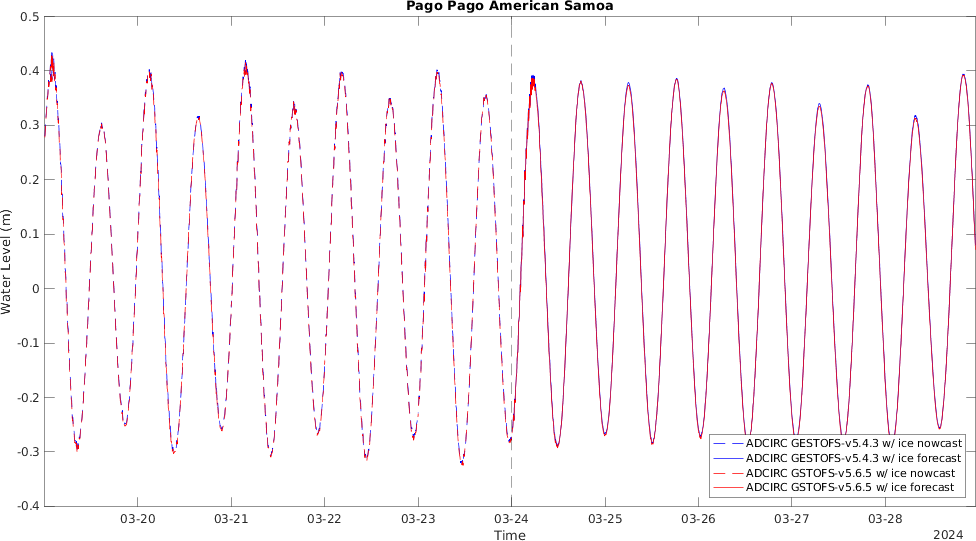 Pago Pago American Samoa
0.5
0.4
0.3
0.2
0.1
0
-0.1
-0.2
-0.3
-0.4
Water Level (m)
ADCIRC GESTOFS-v5.4.3 w/ ice nowcast
ADCIRC GESTOFS-v5.4.3 w/ ice forecast
ADCIRC GSTOFS-v5.6.5 w/ ice nowcast
ADCIRC GSTOFS-v5.6.5 w/ ice forecast
03-20 03-21 03-22 03-23 03-24 03-25 03-26 03-27 03-28
Time
2024